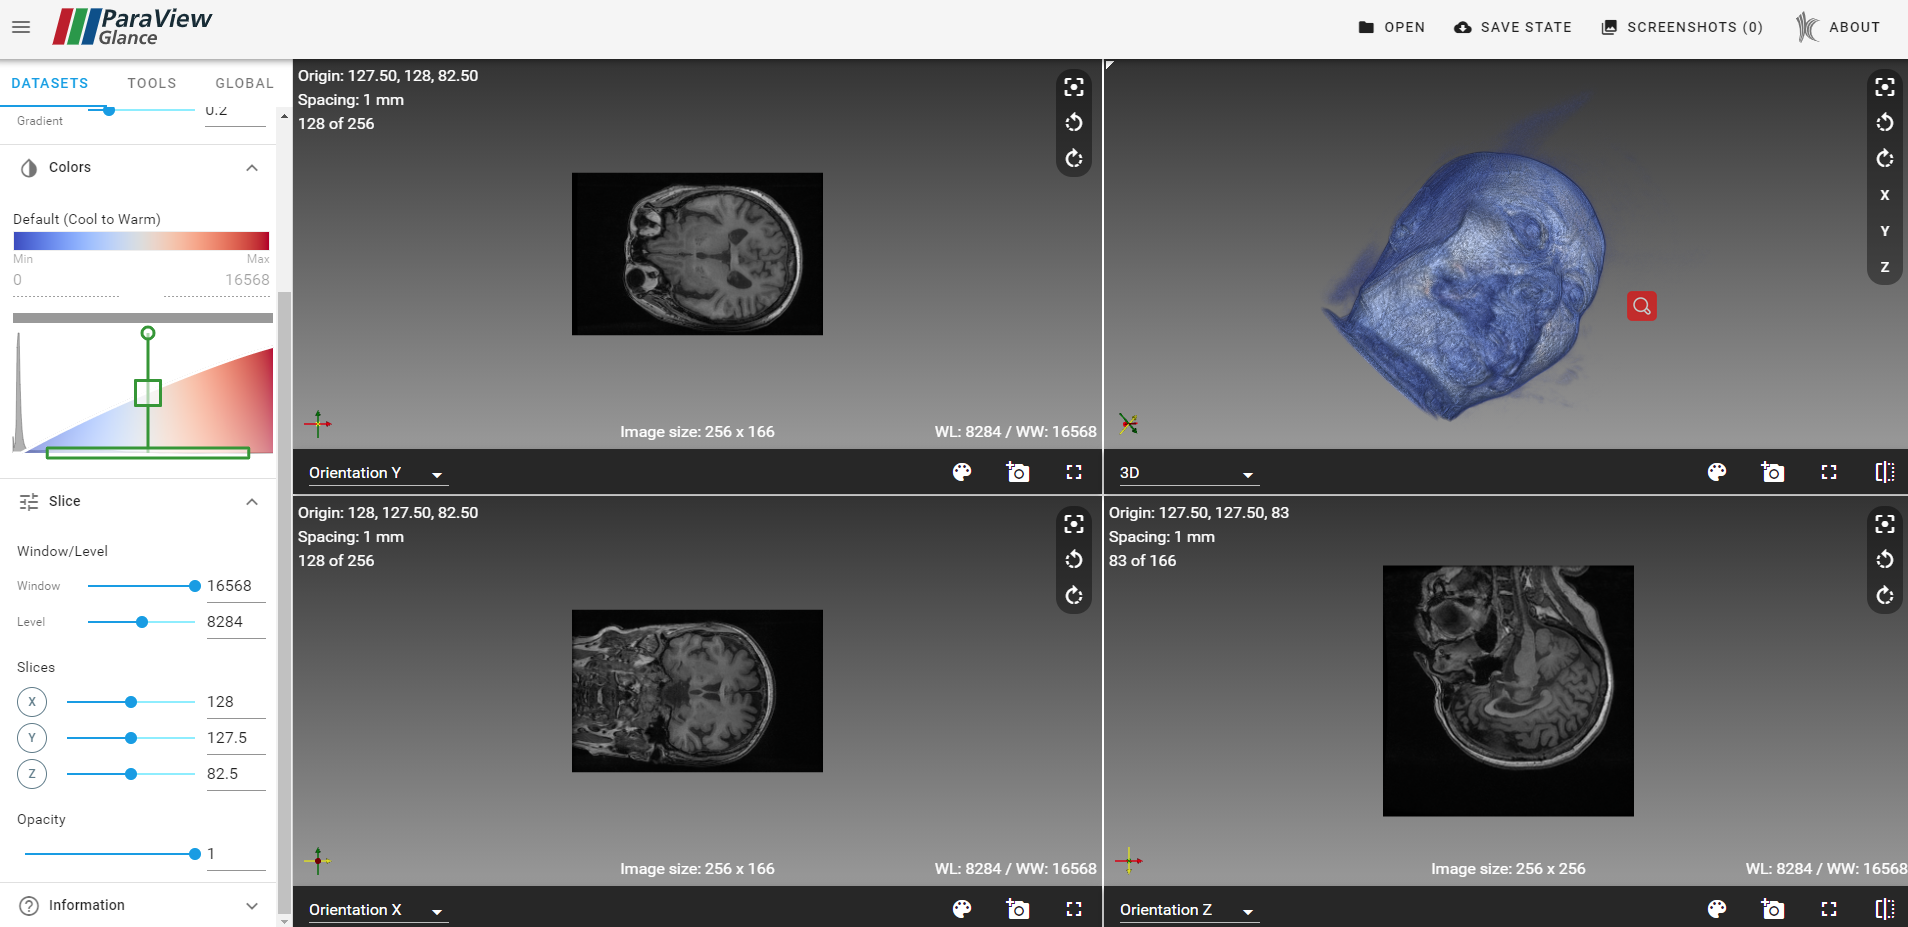 ParaView
Glance
OPEN
SAVE STATE
SCREENSHOTS (0)
ABOUT
DATASETS
TOOLS
GLOBAL
Gradient
0.2
Colors
Default (Cool to Warm)
Min
Max
0
16568
Slice
Window/Level
Window
16568
Level
8284
Slices
X
128
Y
127.5
Z
82.5
Opacity
1
Information
Origin: 127.50, 128, 82.50
Spacing: 1 mm
128 of 256
Image size: 256 x 166
WL: 8284 / WW: 16568
Orientation Y
X
Y
Z
3D
Origin: 128, 127.50, 82.50
Spacing: 1 mm
128 of 256
Image size: 256 x 166
WL: 8284 / WW: 16568
Orientation X
Origin: 127.50, 127.50, 83
Spacing: 1 mm
83 of 166
Image size: 256 x 256
WL: 8284 / WW: 16568
Orientation Z